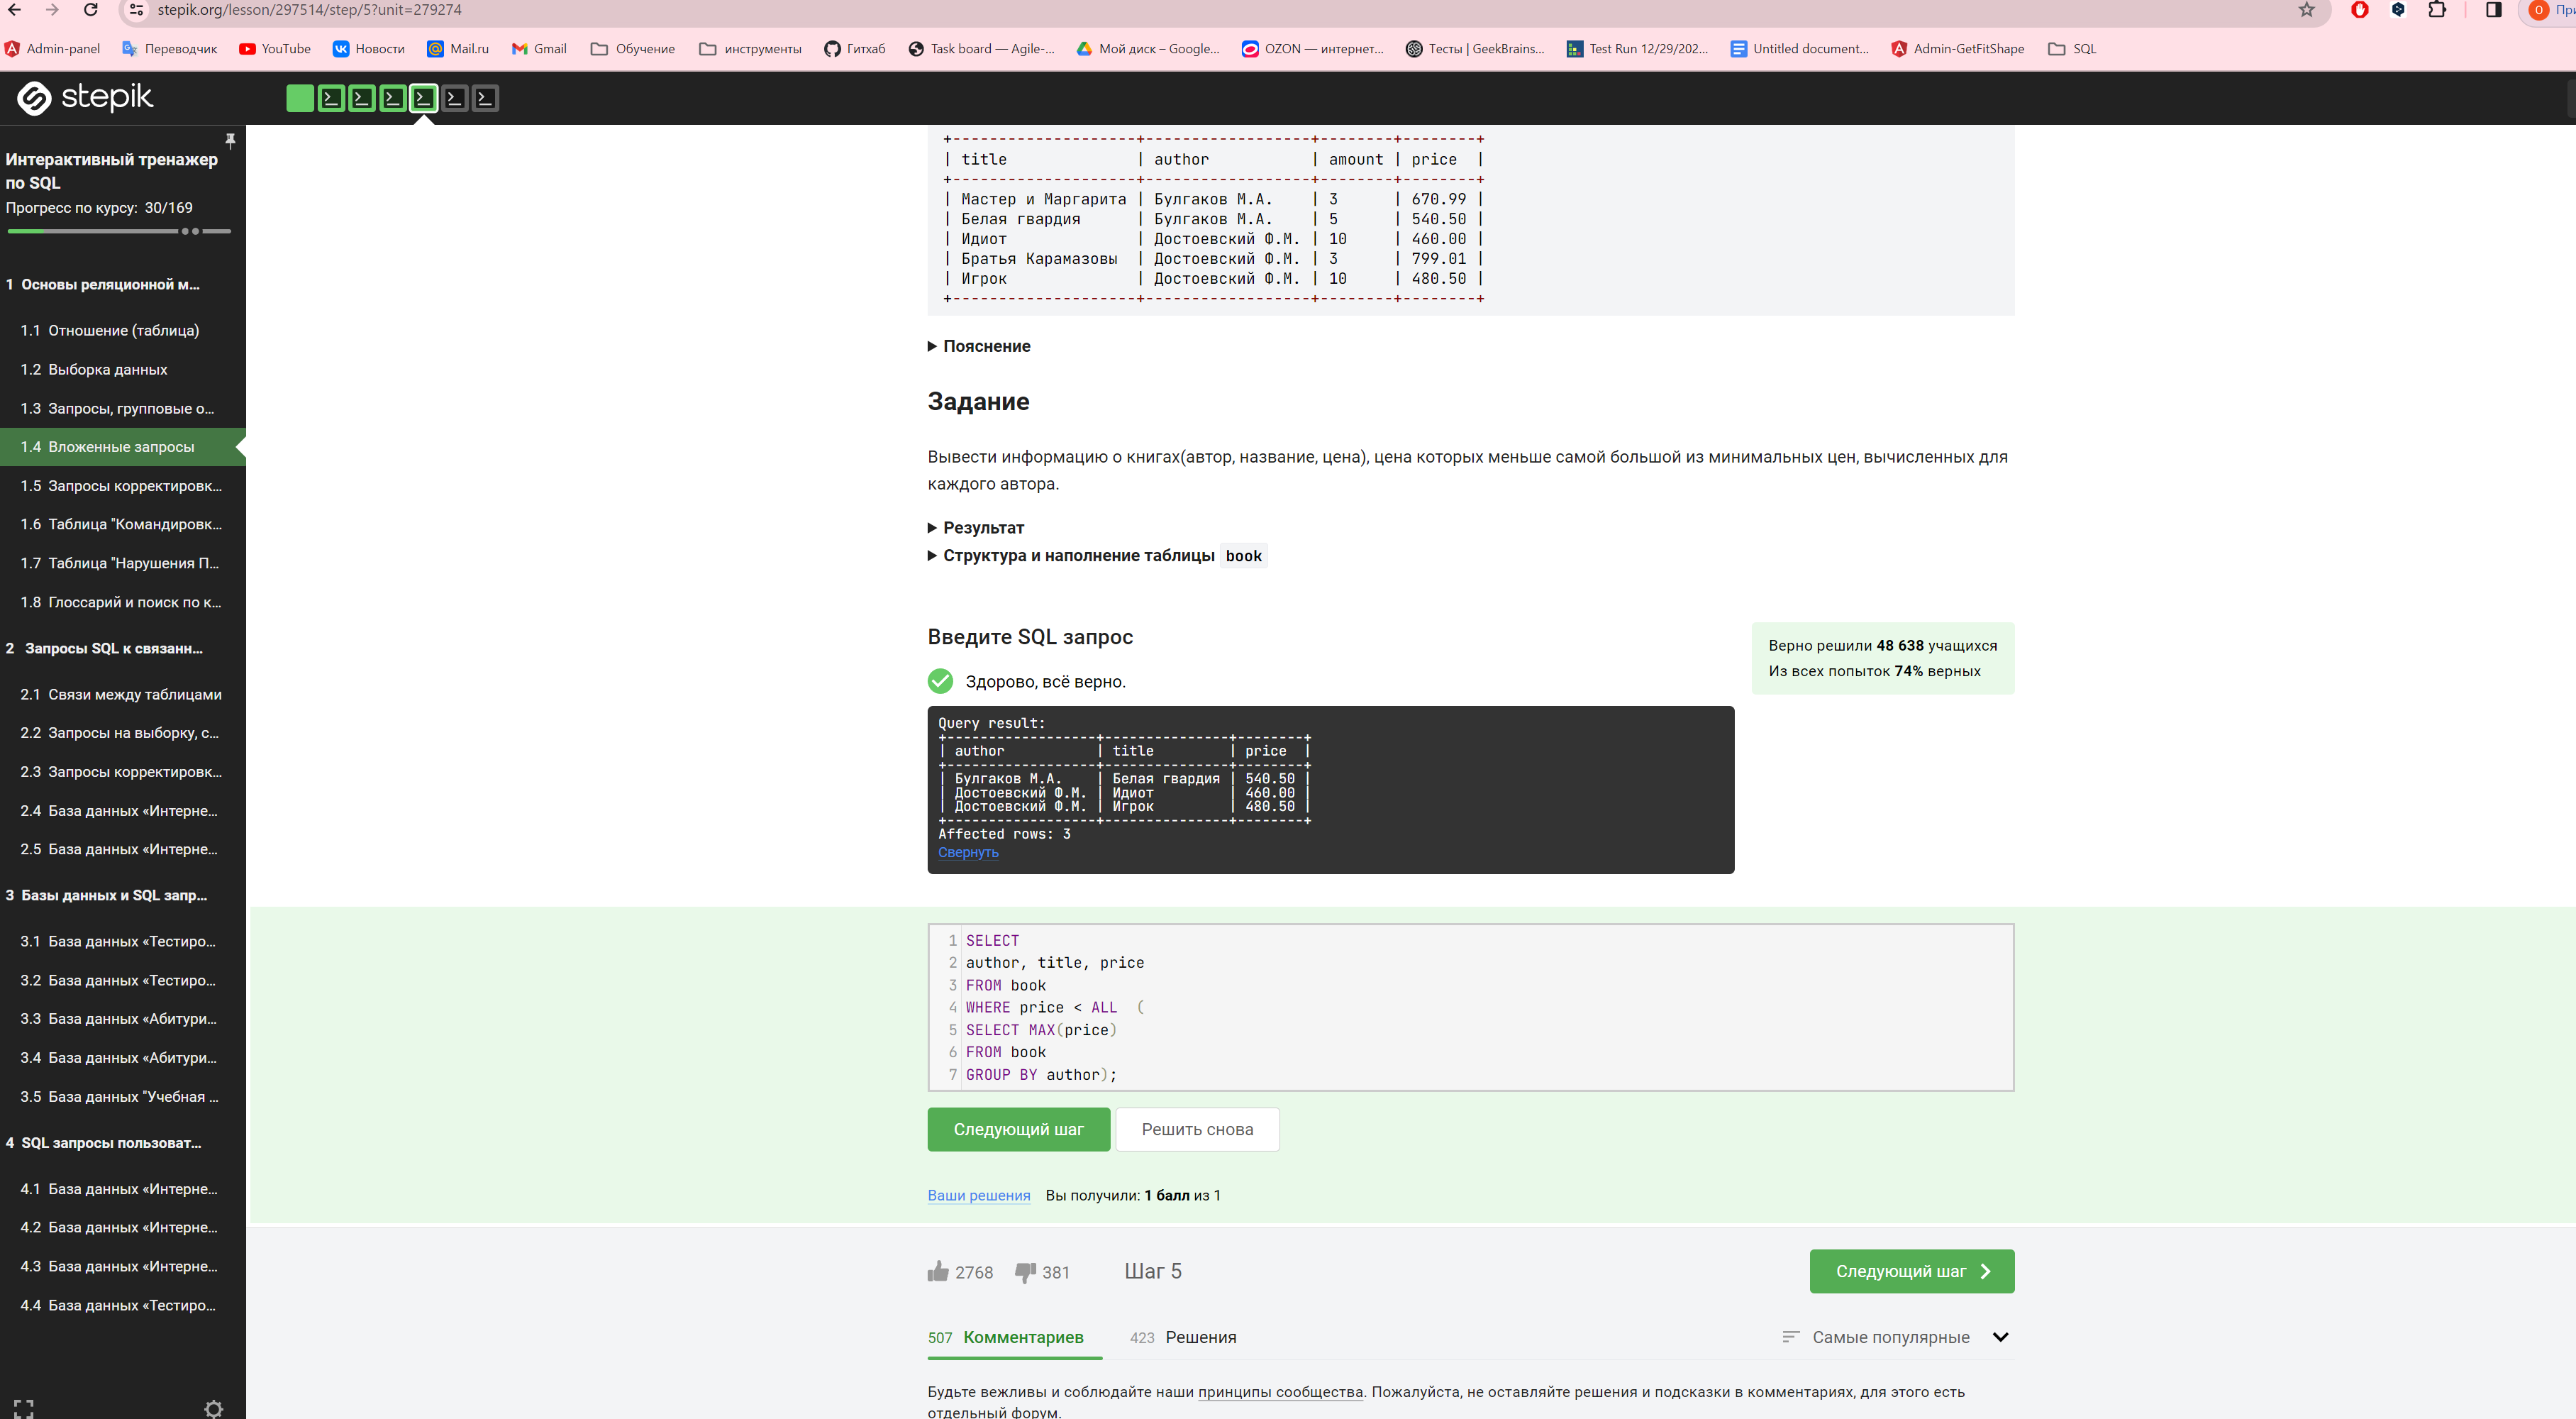 stepik.org/lesson/297514/step/5?unit=279274
О При
Admin-panel Переводчик YouTube Новости Mail.ru Gmail Обучение инструменты Гитхаб Task board — Agile-... Мой диск – Google... OZON — интернет... Тесты | GeekBrains... Test Run 12/29/202... Untitled document... Admin-GetFitShape SQL
stepik
Интерактивный тренажер
по SQL
Прогресс по курсу: 30/169
1 Основы реляционной м...
1.1 Отношение (таблица)
1.2 Выборка данных
1.3 Запросы, групповые о...
1.4 Вложенные запросы
1.5 Запросы корректировк...
1.6 Таблица "Командировк...
1.7 Таблица "Нарушения П...
1.8 Глоссарий и поиск по к...
2 Запросы SQL к связанн...
2.1 Связи между таблицами
2.2 Запросы на выборку, с...
2.3 Запросы корректировк...
2.4 База данных «Интерне...
2.5 База данных «Интерне...
3 Базы данных и SQL запр...
3.1 База данных «Тестиро...
3.2 База данных «Тестиро...
3.3 База данных «Абитури...
3.4 База данных «Абитури...
3.5 База данных "Учебная ...
4 SQL запросы пользоват...
4.1 База данных «Интерне...
4.2 База данных «Интерне...
4.3 База данных «Интерне...
4.4 База данных «Тестиро...
+--------------------+------------------+--------+--------+
| title              | author           | amount | price  |
+--------------------+------------------+--------+--------+
| Мастер и Маргарита | Булгаков М.А.    | 3      | 670.99 |
| Белая гвардия      | Булгаков М.А.    | 5      | 540.50 |
| Идиот              | Достоевский Ф.М. | 10     | 460.00 |
| Братья Карамазовы  | Достоевский Ф.М. | 3      | 799.01 |
| Игрок              | Достоевский Ф.М. | 10     | 480.50 |
+--------------------+------------------+--------+--------+
Пояснение
Задание
Вывести информацию о книгах(автор, название, цена), цена которых меньше самой большой из минимальных цен, вычисленных для
каждого автора.
Результат
Структура и наполнение таблицы book
Введите SQL запрос
Здорово, всё верно.
Верно решили 48 638 учащихся
Из всех попыток 74% верных
Query result:
+------------------+---------------+--------+
| author           | title         | price  |
+------------------+---------------+--------+
| Булгаков М.А.    | Белая гвардия | 540.50 |
| Достоевский Ф.М. | Идиот         | 460.00 |
| Достоевский Ф.М. | Игрок         | 480.50 |
+------------------+---------------+--------+
Affected rows: 3
Свернуть
1 SELECT
2 author, title, price
3 FROM book
4 WHERE price < ALL  (
5 SELECT MAX(price)
6 FROM book
7 GROUP BY author);
Следующий шаг Решить снова
Ваши решения Вы получили: 1 балл из 1
2768 381 Шаг 5 Следующий шаг
507 Комментариев 423 Решения Самые популярные
Будьте вежливы и соблюдайте наши принципы сообщества. Пожалуйста, не оставляйте решения и подсказки в комментариях, для этого есть
отдельный форум.